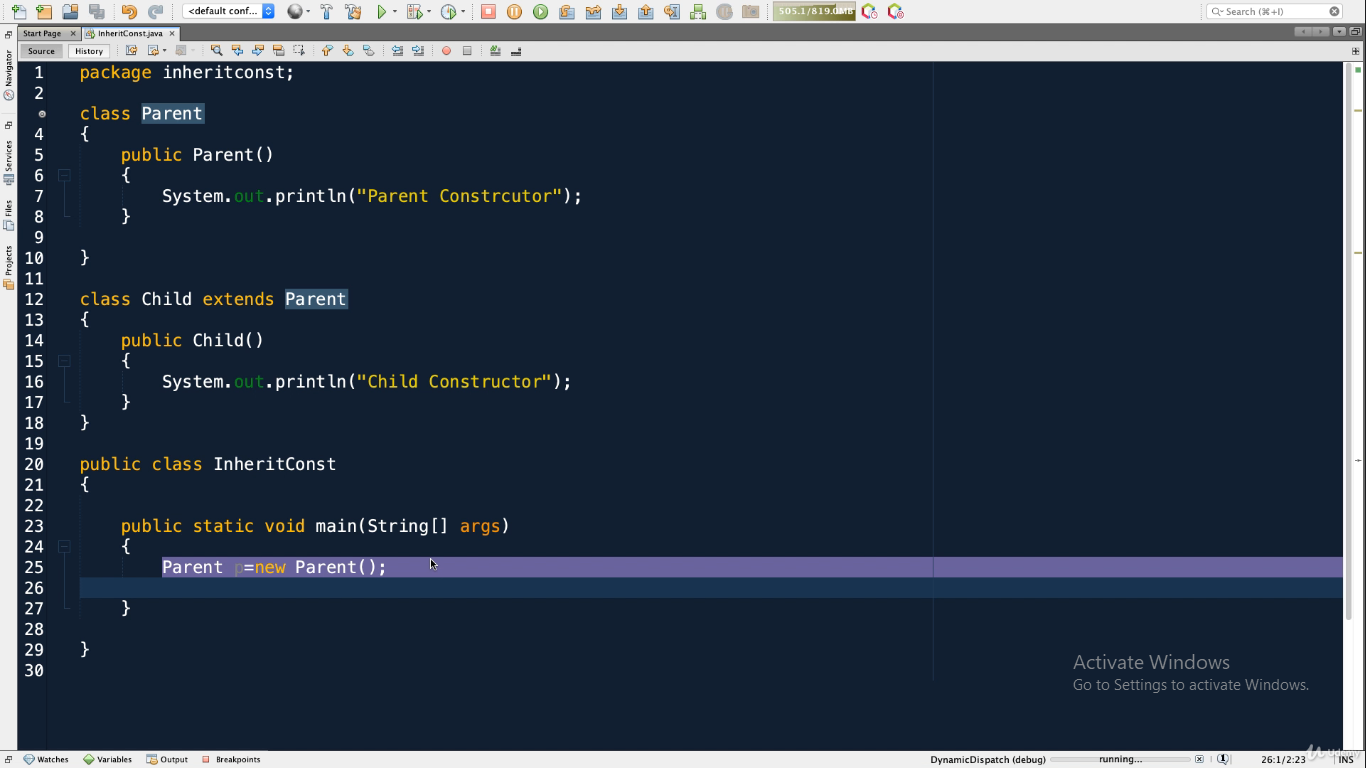 <default conf...
505.1/819.0MB
Search (⌘+I)
Start Page
InheritConst.java
Source
History
Navigator
Services
Files
Projects
1 package inheritconst;
2
class Parent
4 {
5 public Parent()
6 {
7 System.out.println("Parent Constrcutor");
8 }
9
10 }
11
12 class Child extends Parent
13 {
14 public Child()
15 {
16 System.out.println("Child Constructor");
17 }
18 }
19
20 public class InheritConst
21 {
22
23 public static void main(String[] args)
24 {
25 Parent p=new Parent();
26
27 }
28
29 }
30
Activate Windows
Go to Settings to activate Windows.
Watches
Variables
Output
Breakpoints
DynamicDispatch (debug)
running...
1
26:1/2:23
INS
Udemy